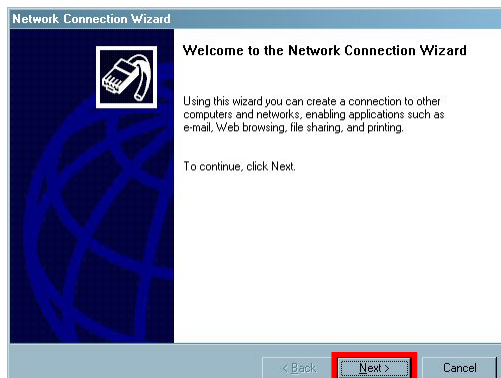 Network Connection Wizard
Welcome to the Network Connection Wizard
Using this wizard you can create a connection to other
computers and networks, enabling applications such as
e-mail, Web browsing, file sharing, and printing.
To continue, click Next.
< Back
Next >
Cancel